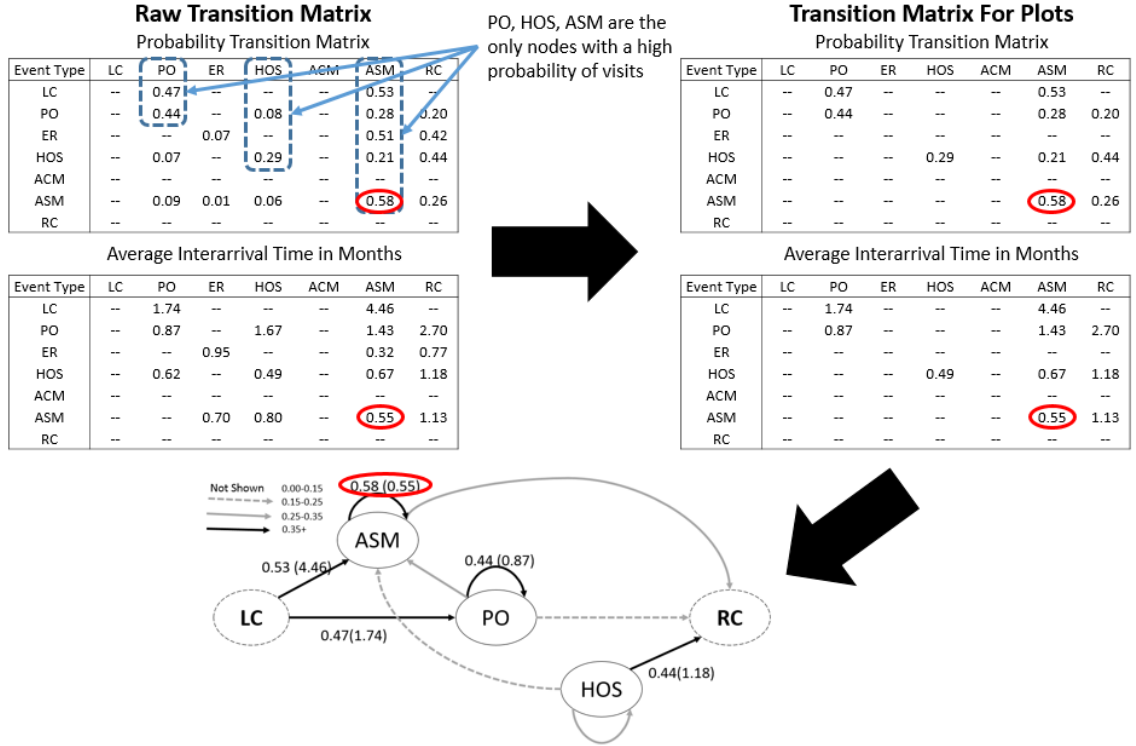 Raw Transition Matrix
Probability Transition Matrix
Event Type LC PO ER HOS ACM ASM RC
LC -- 0.47 -- -- -- 0.53 --
PO -- 0.44 -- 0.08 -- 0.28 0.20
ER -- -- 0.07 -- -- 0.51 0.42
HOS -- 0.07 -- 0.29 -- 0.21 0.44
ACM -- -- -- -- -- -- --
ASM -- 0.09 0.01 0.06 -- 0.58 0.26
RC -- -- -- -- -- -- --
Average Interarrival Time in Months
Event Type LC PO ER HOS ACM ASM RC
LC -- 1.74 -- -- -- 4.46 --
PO -- 0.87 -- 1.67 -- 1.43 2.70
ER -- -- 0.95 -- -- 0.32 0.77
HOS -- 0.62 -- 0.49 -- 0.67 1.18
ACM -- -- -- -- -- -- --
ASM -- -- 0.70 0.80 -- 0.55 1.13
RC -- -- -- -- -- -- --
PO, HOS, ASM are the
only nodes with a high
probability of visits
Transition Matrix For Plots
Probability Transition Matrix
Event Type LC PO ER HOS ACM ASM RC
LC -- 0.47 -- -- -- 0.53 --
PO -- 0.44 -- -- -- 0.28 0.20
ER -- -- -- -- -- -- --
HOS -- -- -- 0.29 -- 0.21 0.44
ACM -- -- -- -- -- -- --
ASM -- -- -- -- -- 0.58 0.26
RC -- -- -- -- -- -- --
Average Interarrival Time in Months
Event Type LC PO ER HOS ACM ASM RC
LC -- 1.74 -- -- -- 4.46 --
PO -- 0.87 -- -- -- 1.43 2.70
ER -- -- -- -- -- -- --
HOS -- -- -- 0.49 -- 0.67 1.18
ACM -- -- -- -- -- -- --
ASM -- -- -- -- -- 0.55 1.13
RC -- -- -- -- -- -- --
Not Shown 0.00-0.15
0.15-0.25
0.25-0.35
0.35+
0.58 (0.55)
ASM
0.53 (4.46)
0.44 (0.87)
LC
PO
RC
0.47(1.74)
0.44(1.18)
HOS